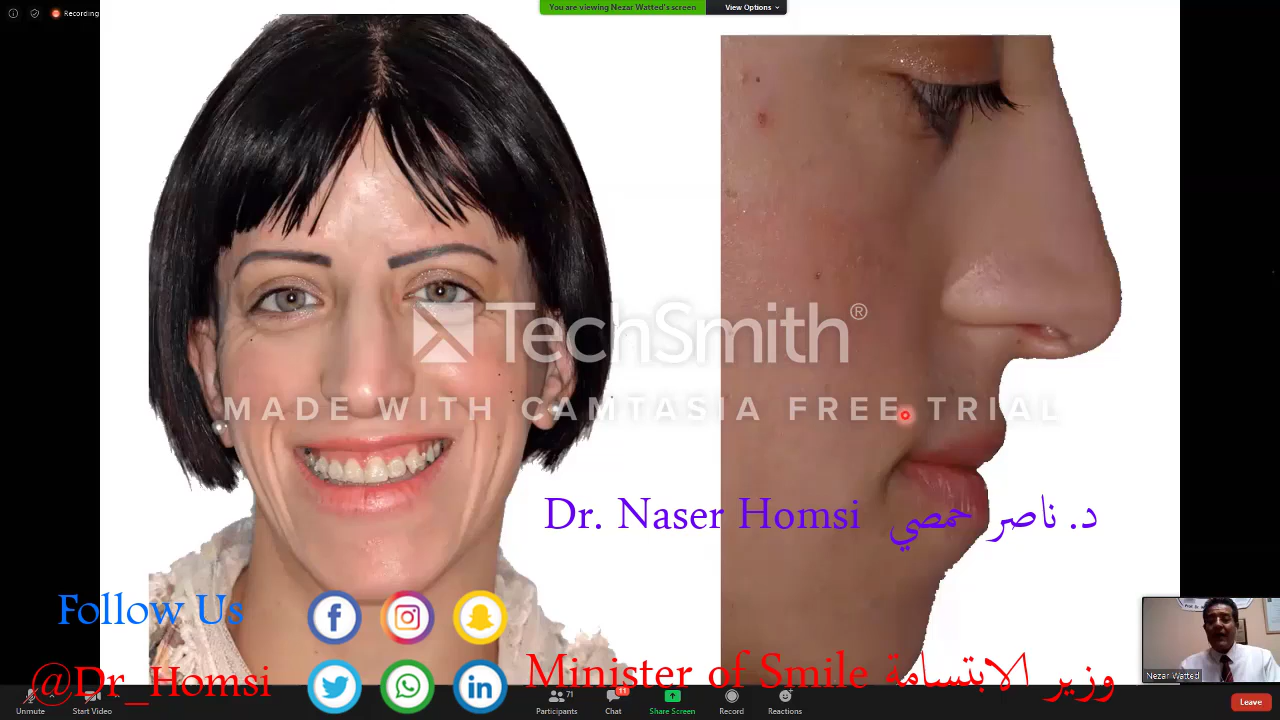 Recording
You are viewing Nezar Watted's screen
View Options
TechSmith®
MADE WITH CAMTASIA FREE TRIAL
Dr. Naser Homsi د. ناصر حمصي
Follow Us
@Dr_Homsi
Minister of Smile وزير الابتسامة
Nezar Watted
Unmute
Start Video
Participants
71
Chat
11
Share Screen
Record
Reactions
Leave